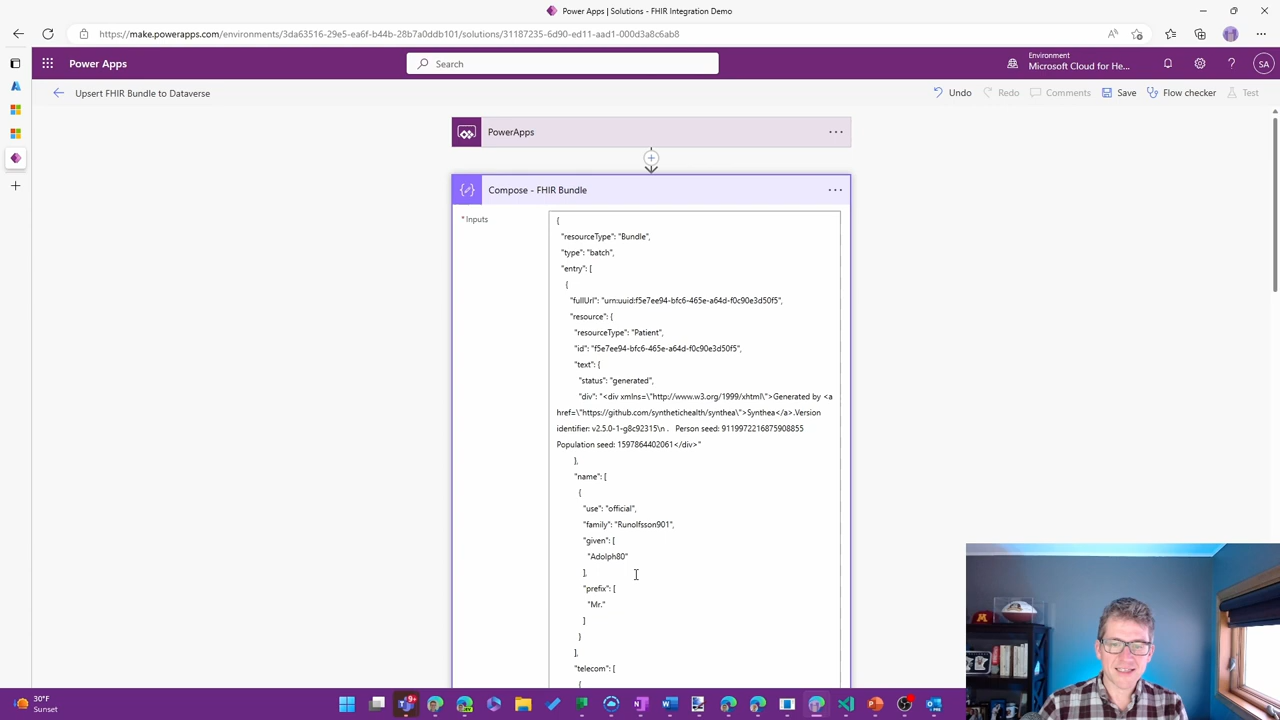 Power Apps | Solutions - FHIR Integration Demo
https://make.powerapps.com/environments/3da63516-29e5-ea6f-b44b-28b7a0ddb101/solutions/31187235-6d90-ed11-aad1-000d3a8c6ab8
Power Apps
Search
Environment
Microsoft Cloud for He...
SA
Upsert FHIR Bundle to Dataverse
Undo
Redo
Comments
Save
Flow checker
Test
PowerApps
Compose - FHIR Bundle
* Inputs
{
"resourceType": "Bundle",
"type": "batch",
"entry": [
{
"fullUrl": "urn:uuid:f5e7ee94-bfc6-465e-a64d-f0c90e3d50f5",
"resource": {
"resourceType": "Patient",
"id": "f5e7ee94-bfc6-465e-a64d-f0c90e3d50f5",
"text": {
"status": "generated",
"div": "<div xmlns=\"http://www.w3.org/1999/xhtml\">Generated by <a
href=\"https://github.com/synthetichealth/synthea\">Synthea</a>.Version
identifier: v2.5.0-1-g8c92315\n .   Person seed: 9119972216875908855
Population seed: 1597864402061</div>"
},
"name": [
{
"use": "official",
"family": "Runolfsson901",
"given": [
"Adolph80"
],
"prefix": [
"Mr."
]
}
],
"telecom": [
{
30°F
Sunset
9+